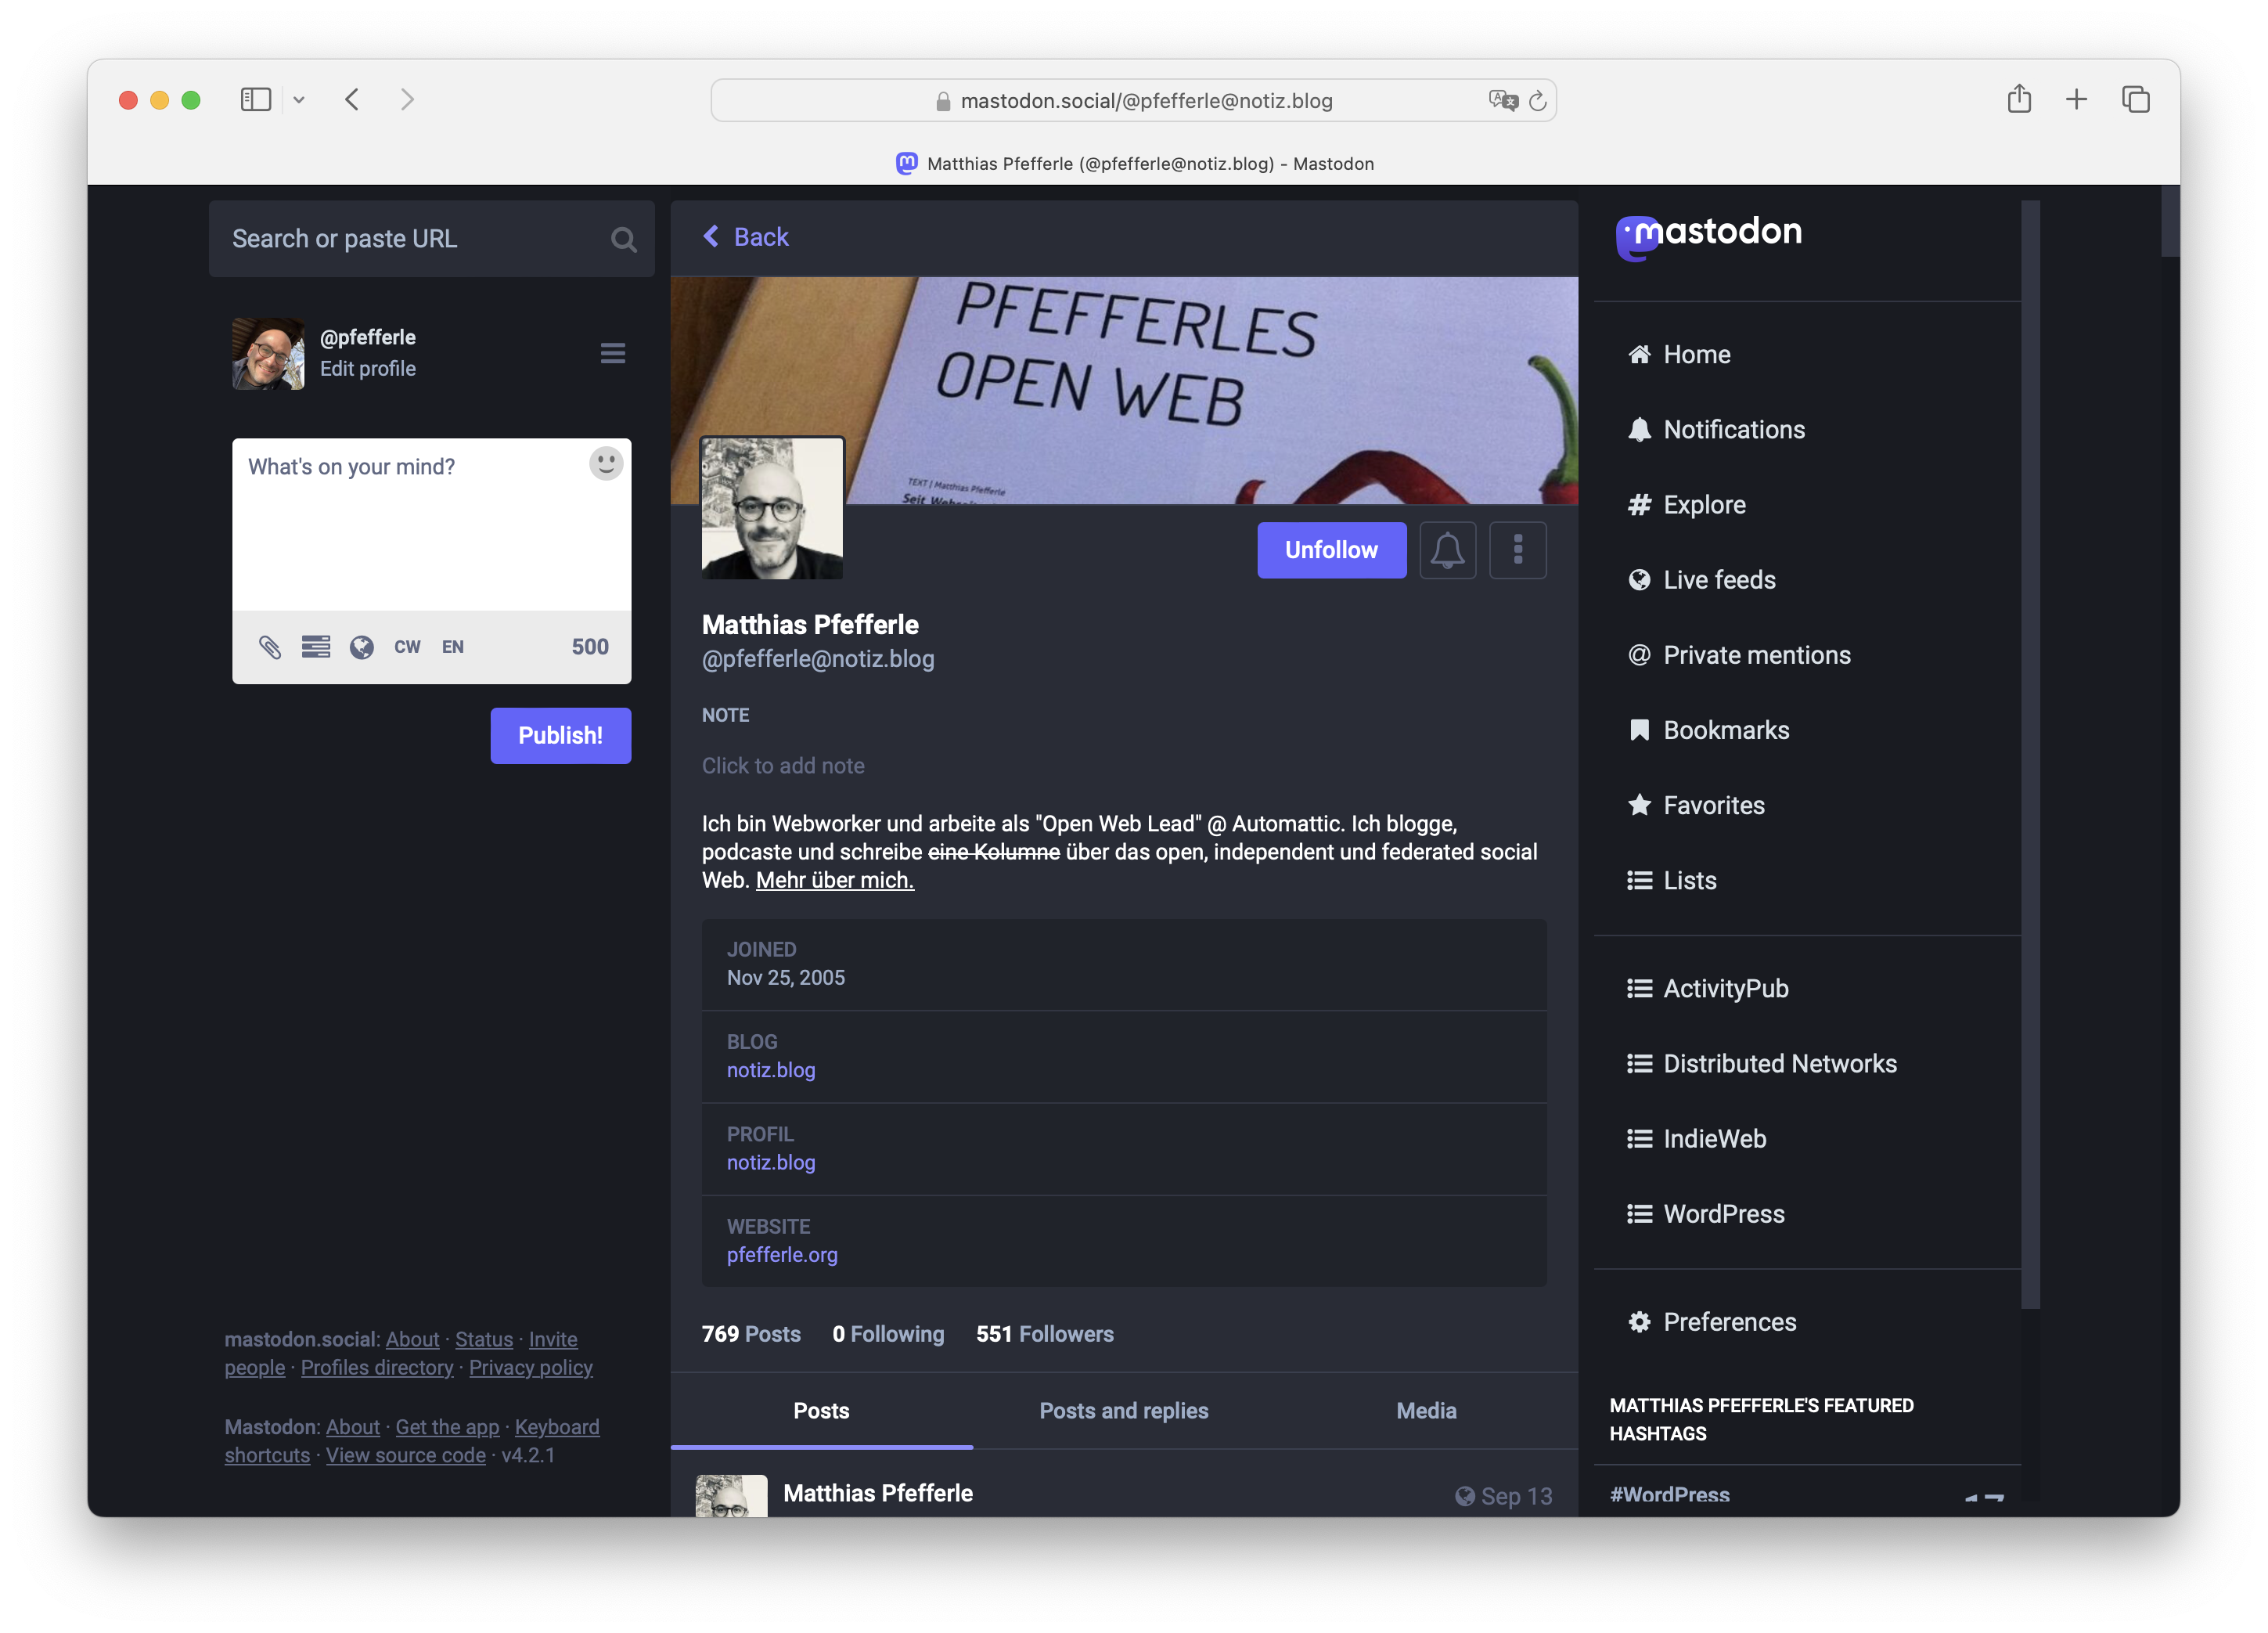 mastodon.social/@pfefferle@notiz.blog
Matthias Pfefferle (@pfefferle@notiz.blog) - Mastodon
Search or paste URL
@pfefferle
Edit profile
What's on your mind?
CW EN 500
Publish!
mastodon.social: About · Status · Invite
people · Profiles directory · Privacy policy
Mastodon: About · Get the app · Keyboard
shortcuts · View source code · v4.2.1
Back
PFEFFERLES
OPEN WEB
TEXT / Matthias Pfefferle
Seit
Unfollow
Matthias Pfefferle
@pfefferle@notiz.blog
NOTE
Click to add note
Ich bin Webworker und arbeite als "Open Web Lead" @ Automattic. Ich blogge,
podcaste und schreibe eine Kolumne über das open, independent und federated social
Web. Mehr über mich.
JOINED
Nov 25, 2005
BLOG
notiz.blog
PROFIL
notiz.blog
WEBSITE
pfefferle.org
769 Posts 0 Following 551 Followers
Posts Posts and replies Media
Matthias Pfefferle Sep 13
mastodon
Home
Notifications
# Explore
Live feeds
@ Private mentions
Bookmarks
Favorites
Lists
ActivityPub
Distributed Networks
IndieWeb
WordPress
Preferences
MATTHIAS PFEFFERLE'S FEATURED
HASHTAGS
#WordPress